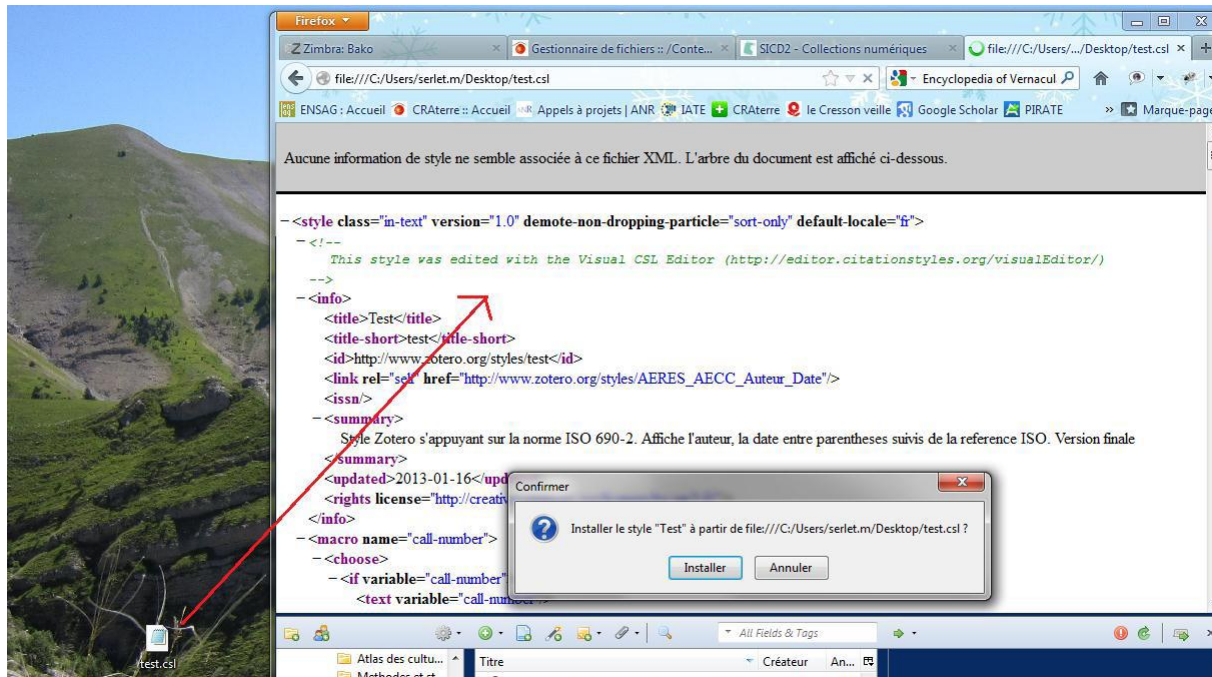 Firefox
Zimbra: Bako
Gestionnaire de fichiers :: /Conte...
SICD2 - Collections numériques
file:///C:/Users/.../Desktop/test.csl
file:///C:/Users/serlet.m/Desktop/test.csl
Encyclopedia of Vernacul
ENSAG : Accueil CRAterre :: Accueil Appels à projets | ANR IATE CRAterre le Cresson veille Google Scholar PIRATE » Marque-page
Aucune information de style ne semble associée à ce fichier XML. L'arbre du document est affiché ci-dessous.
−<style class="in-text" version="1.0" demote-non-dropping-particle="sort-only" default-locale="fr">
−<!--
This style was edited with the Visual CSL Editor (http://editor.citationstyles.org/visualEditor/)
-->
−<info>
<title>Test</title>
<title-short>test</title-short>
<id>http://www.zotero.org/styles/test</id>
<link rel="self" href="http://www.zotero.org/styles/AERES_AECC_Auteur_Date"/>
<issn/>
−<summary>
Style Zotero s'appuyant sur la norme ISO 690-2. Affiche l'auteur, la date entre parentheses suivis de la reference ISO. Version finale
</summary>
<updated>2013-01-16</upd
<rights license="http://creativ
</info>
−<macro name="call-number">
−<choose>
−<if variable="call-number"
<text variable="call-num
Confirmer
Installer le style "Test" à partir de file:///C:/Users/serlet.m/Desktop/test.csl ?
Installer Annuler
test.csl
All Fields & Tags
Atlas des cultu...
Titre Créateur An...
Methodes et st